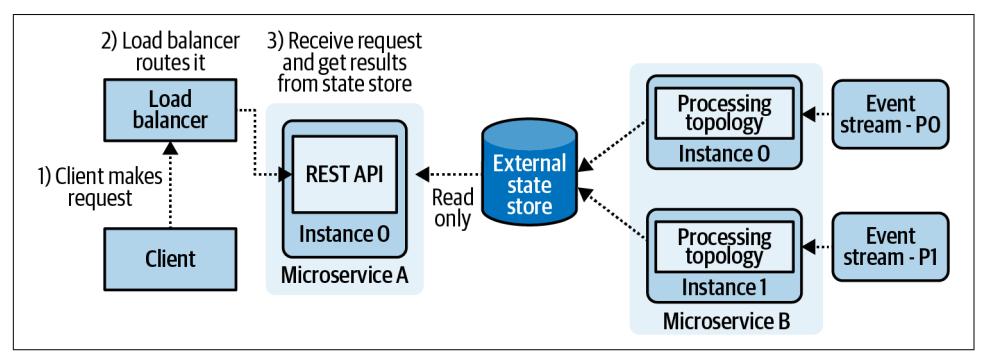 2) Load balancer
routes it
3) Receive request
and get results
from state store
Load
balancer
1) Client makes
request
Client
REST API
Instance 0
Microservice A
Read
only
External
state
store
Processing
topology
Instance 0
Event
stream - P0
Processing
topology
Instance 1
Event
stream - P1
Microservice B